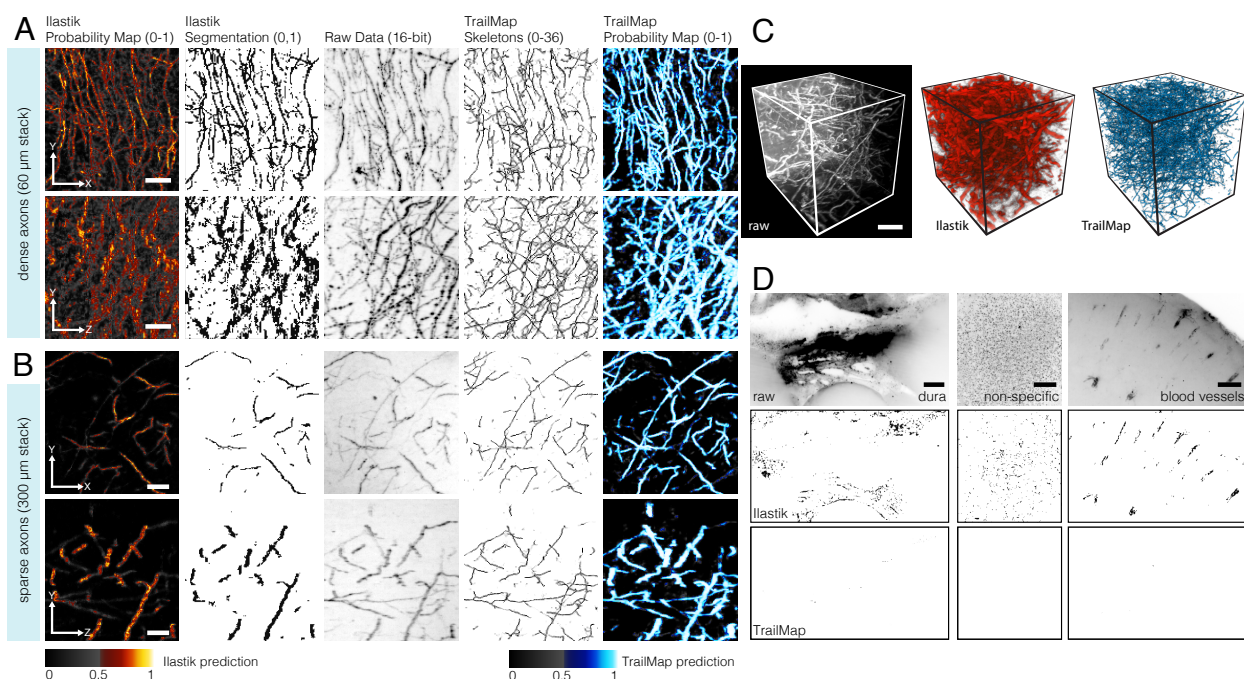 A
Ilastik
Probability Map (0-1)
Ilastik
Segmentation (0,1)
Raw Data (16-bit)
TrailMap
Skeletons (0-36)
TrailMap
Probability Map (0-1)
dense axons (60 µm stack)
Y
X
Y
Z
B
sparse axons (300 µm stack)
Y
X
Y
Z
0
0.5
1
Ilastik prediction
0
0.5
1
TrailMap prediction
C
raw
Ilastik
TrailMap
D
raw
dura
non-specific
blood vessels
Ilastik
TrailMap